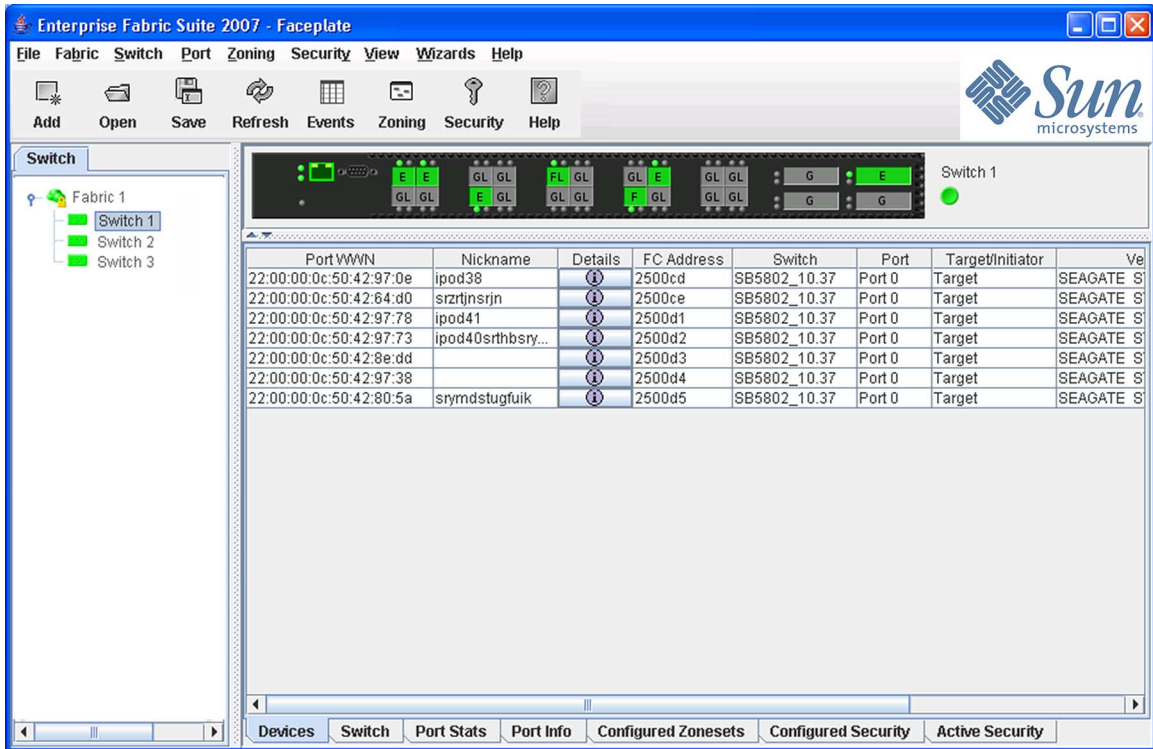 Enterprise Fabric Suite 2007 - Faceplate
File Fabric Switch Port Zoning Security View Wizards Help
Add Open Save Refresh Events Zoning Security Help
Sun
microsystems
Switch
Fabric 1
Switch 1
Switch 2
Switch 3
E E GL GL FL GL GL E GL GL G E
GL GL E GL GL GL F GL GL GL G G
Switch 1
Port WWN Nickname Details FC Address Switch Port Target/Initiator Ve
22:00:00:0c:50:42:97:0e ipod38 2500cd SB5802_10.37 Port 0 Target SEAGATE S
22:00:00:0c:50:42:64:d0 srzrtjnsrjn 2500ce SB5802_10.37 Port 0 Target SEAGATE S
22:00:00:0c:50:42:97:78 ipod41 2500d1 SB5802_10.37 Port 0 Target SEAGATE S
22:00:00:0c:50:42:97:73 ipod40srthbsry... 2500d2 SB5802_10.37 Port 0 Target SEAGATE S
22:00:00:0c:50:42:8e:dd 2500d3 SB5802_10.37 Port 0 Target SEAGATE S
22:00:00:0c:50:42:97:38 2500d4 SB5802_10.37 Port 0 Target SEAGATE S
22:00:00:0c:50:42:80:5a srymdstugfuik 2500d5 SB5802_10.37 Port 0 Target SEAGATE S
Devices Switch Port Stats Port Info Configured Zonesets Configured Security Active Security